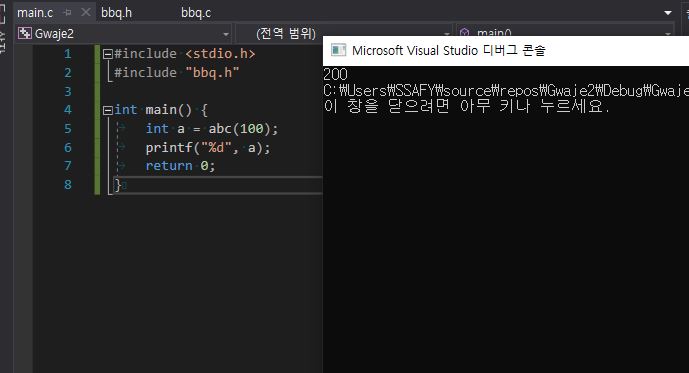 main.c bbq.h bbq.c
Gwaje2 (전역 범위) main()
1 #include <stdio.h>
2 #include "bbq.h"
3
4 int main() {
5 int a = abc(100);
6 printf("%d", a);
7 return 0;
8 }
Microsoft Visual Studio 디버그 콘솔
200
C:\Users\SSAFY\source\repos\Gwaje2\Debug\Gwaje
이 창을 닫으려면 아무 키나 누르세요.